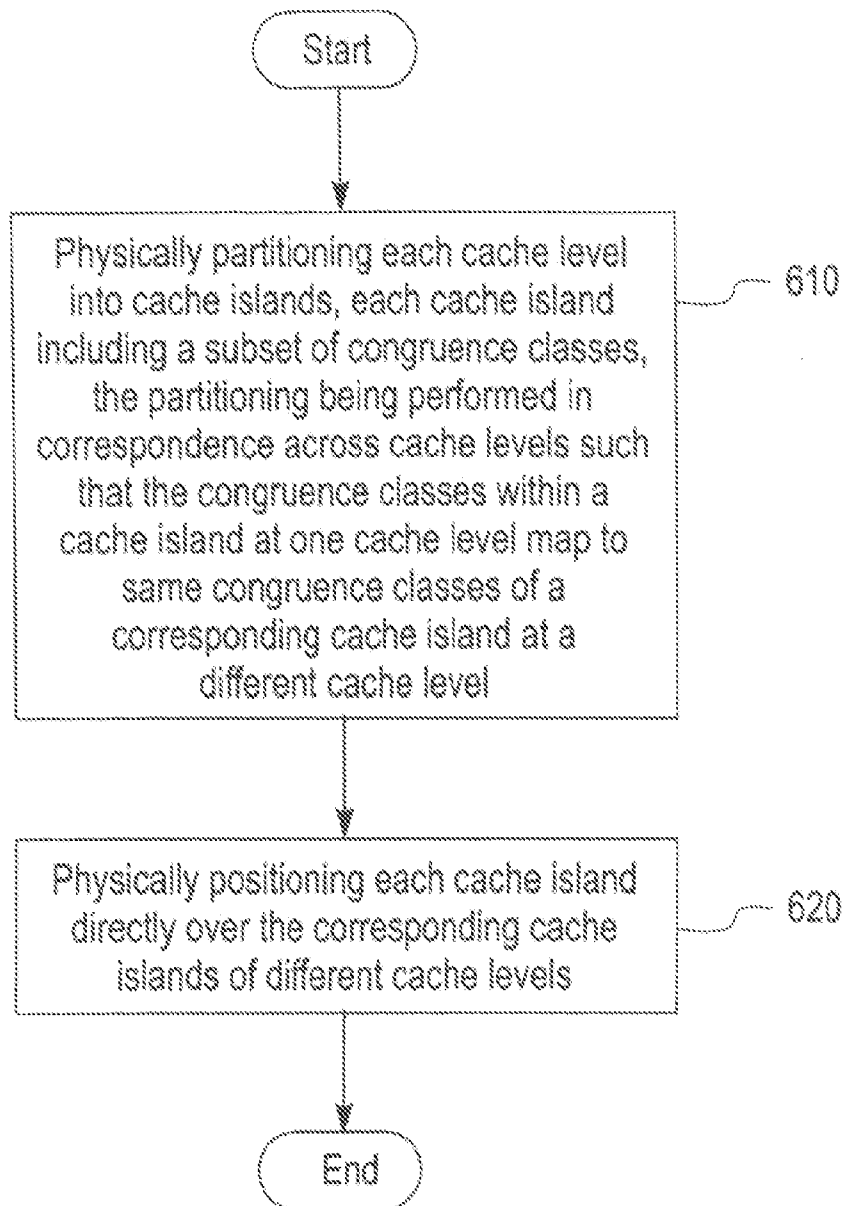 Start
Physically partitioning each cache level
into cache islands, each cache island
including a subset of congruence classes,
the partitioning being performed in
correspondence across cache levels such
that the congruence classes within a
cache island at one cache level map to
same congruence classes of a
corresponding cache island at a
different cache level
610
Physically positioning each cache island
directly over the corresponding cache
islands of different cache levels
620
End